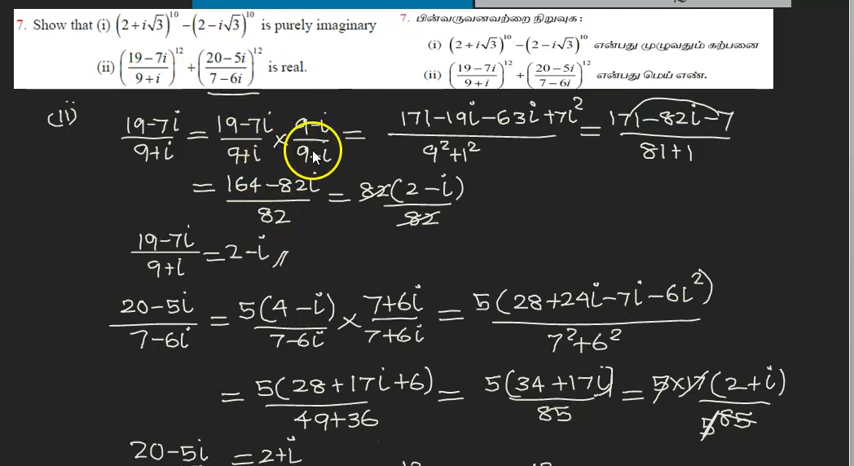 7. Show that (i) (2+i√3)^10 −(2−i√3)^10 is purely imaginary
(ii) ((19−7i)/(9+i))^12 + ((20−5i)/(7−6i))^12 is real.
7. பின்வருவனவற்றை நிறுவுக :
(i) (2+i√3)^10 −(2−i√3)^10 என்பது முழுவதும் கற்பனை
(ii) ((19−7i)/(9+i))^12 + ((20−5i)/(7−6i))^12 என்பது மெய் எண்.
(ii) (19-7i)/(9+i) = (19-7i)/(9+i) × (9-i)/(9-i) = (171-19i-63i+7i²)/(9²+1²) = (171-82i-7)/(81+1)
= (164-82i)/82 = 82(2-i)/82
(19-7i)/(9+i) = 2-i //
(20-5i)/(7-6i) = 5(4-i)/(7-6i) × (7+6i)/(7+6i) = 5(28+24i-7i-6i²)/(7²+6²)
= 5(28+17i+6)/(49+36) = 5(34+17i)/85 = 5×17(2+i)/85
20-5i = 2+i